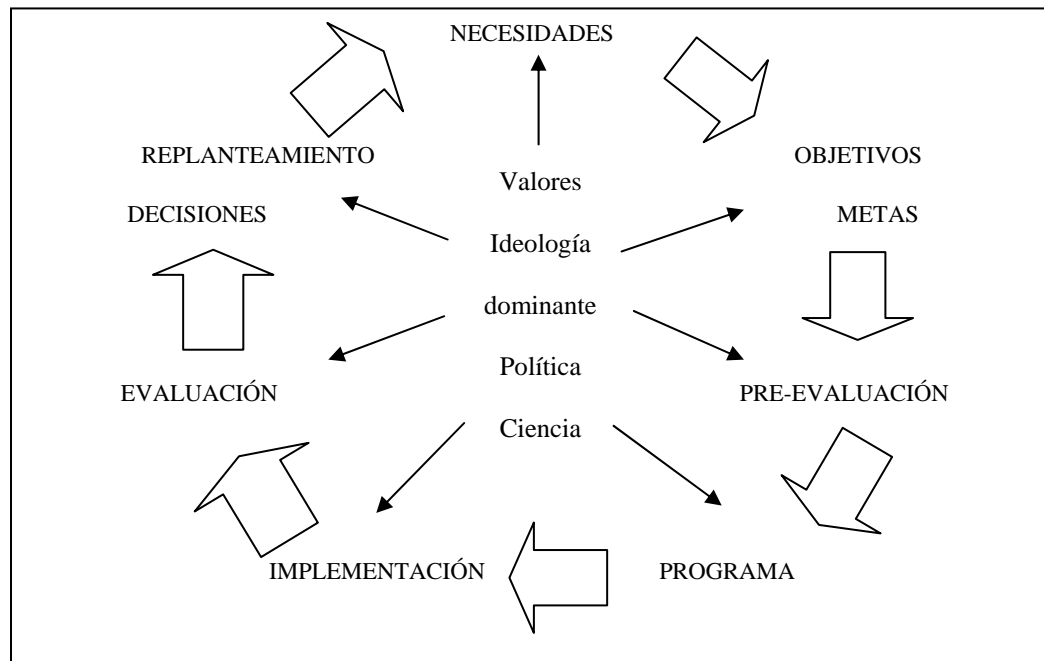 NECESIDADES
REPLANTEAMIENTO
DECISIONES
OBJETIVOS
METAS
Valores
Ideología
dominante
Política
Ciencia
EVALUACIÓN
PRE-EVALUACIÓN
IMPLEMENTACIÓN
PROGRAMA